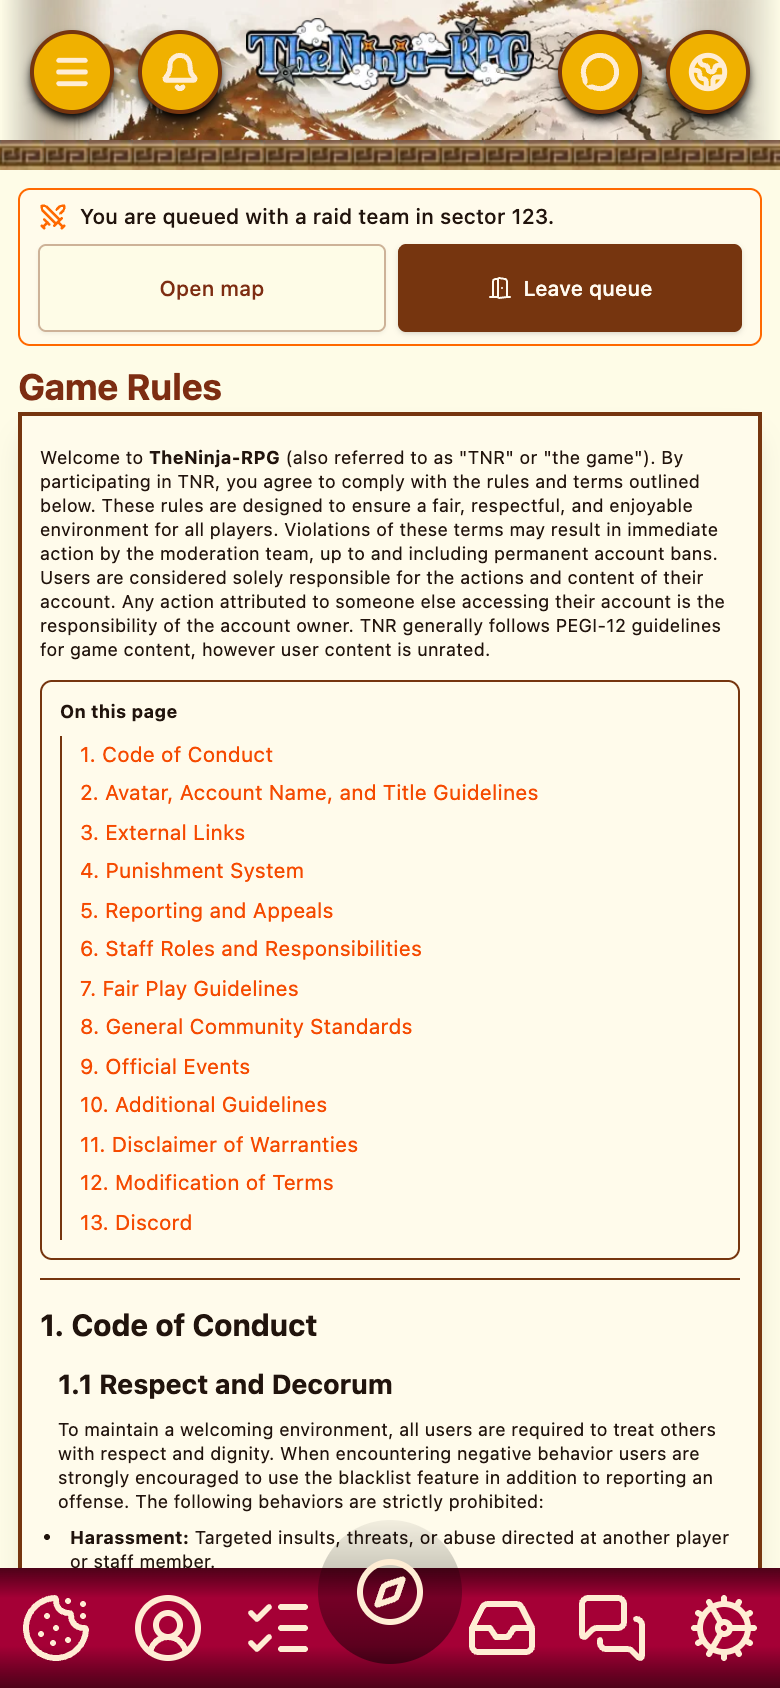 TheNinja-RPG
You are queued with a raid team in sector 123.
Open map
Leave queue
Game Rules
Welcome to TheNinja-RPG (also referred to as "TNR" or "the game"). By
participating in TNR, you agree to comply with the rules and terms outlined
below. These rules are designed to ensure a fair, respectful, and enjoyable
environment for all players. Violations of these terms may result in immediate
action by the moderation team, up to and including permanent account bans.
Users are considered solely responsible for the actions and content of their
account. Any action attributed to someone else accessing their account is the
responsibility of the account owner. TNR generally follows PEGI-12 guidelines
for game content, however user content is unrated.
On this page
1. Code of Conduct
2. Avatar, Account Name, and Title Guidelines
3. External Links
4. Punishment System
5. Reporting and Appeals
6. Staff Roles and Responsibilities
7. Fair Play Guidelines
8. General Community Standards
9. Official Events
10. Additional Guidelines
11. Disclaimer of Warranties
12. Modification of Terms
13. Discord
1. Code of Conduct
1.1 Respect and Decorum
To maintain a welcoming environment, all users are required to treat others
with respect and dignity. When encountering negative behavior users are
strongly encouraged to use the blacklist feature in addition to reporting an
offense. The following behaviors are strictly prohibited:
• Harassment: Targeted insults, threats, or abuse directed at another player
or staff member.